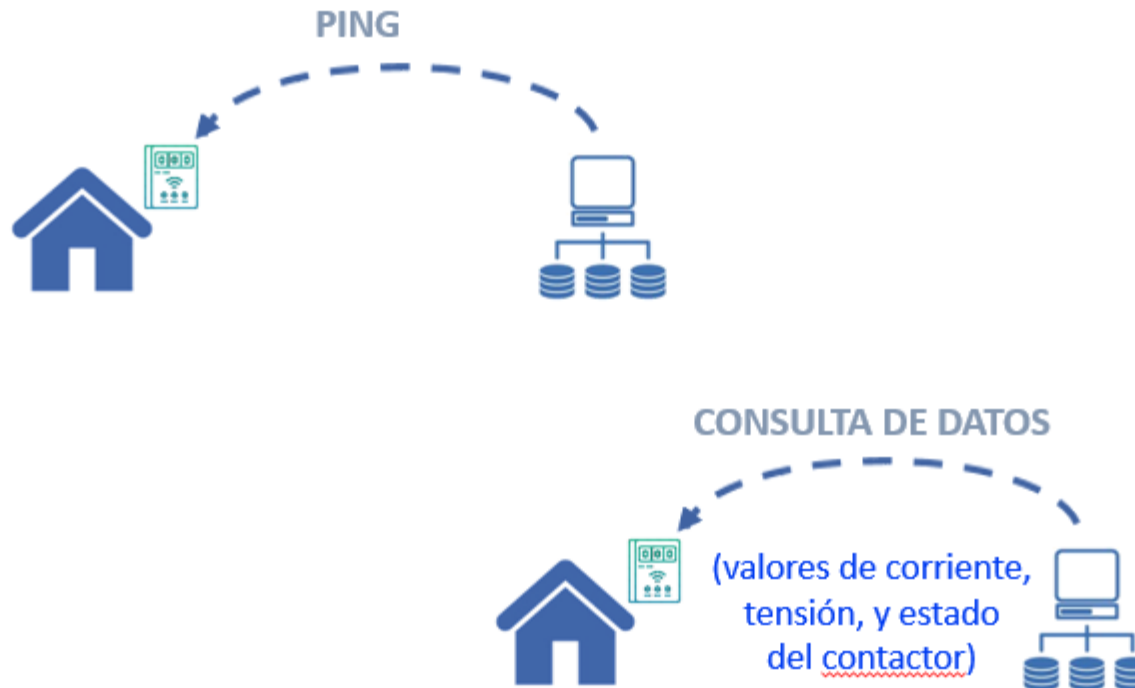 PING
CONSULTA DE DATOS
(valores de corriente,
tensión, y estado
del contactor)